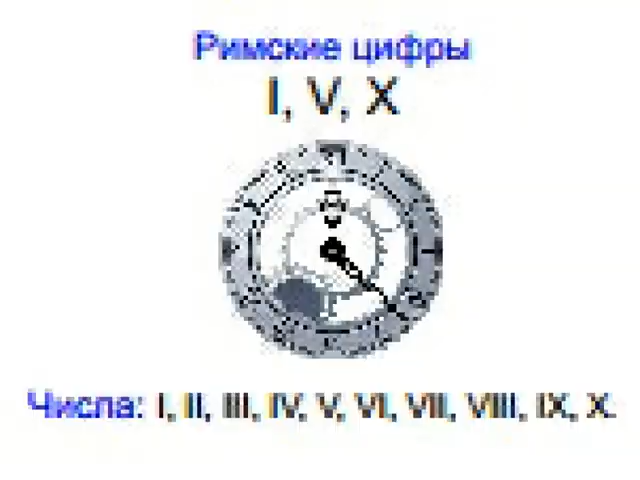 Римские цифры
I, V, X
Числа: I, II, III, IV, V, VI, VII, VIII, IX, X.